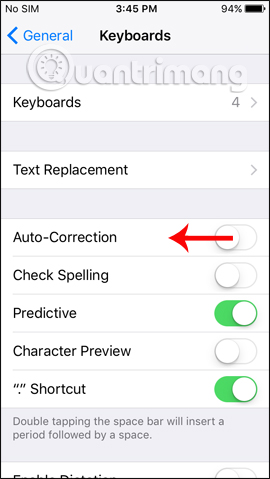 No SIM 3:45 PM 94%
General Keyboards
Quantrimang
Keyboards 4
Text Replacement
Auto-Correction
Check Spelling
Predictive
Character Preview
“.” Shortcut
Double tapping the space bar will insert a
period followed by a space.
Enable Dictation